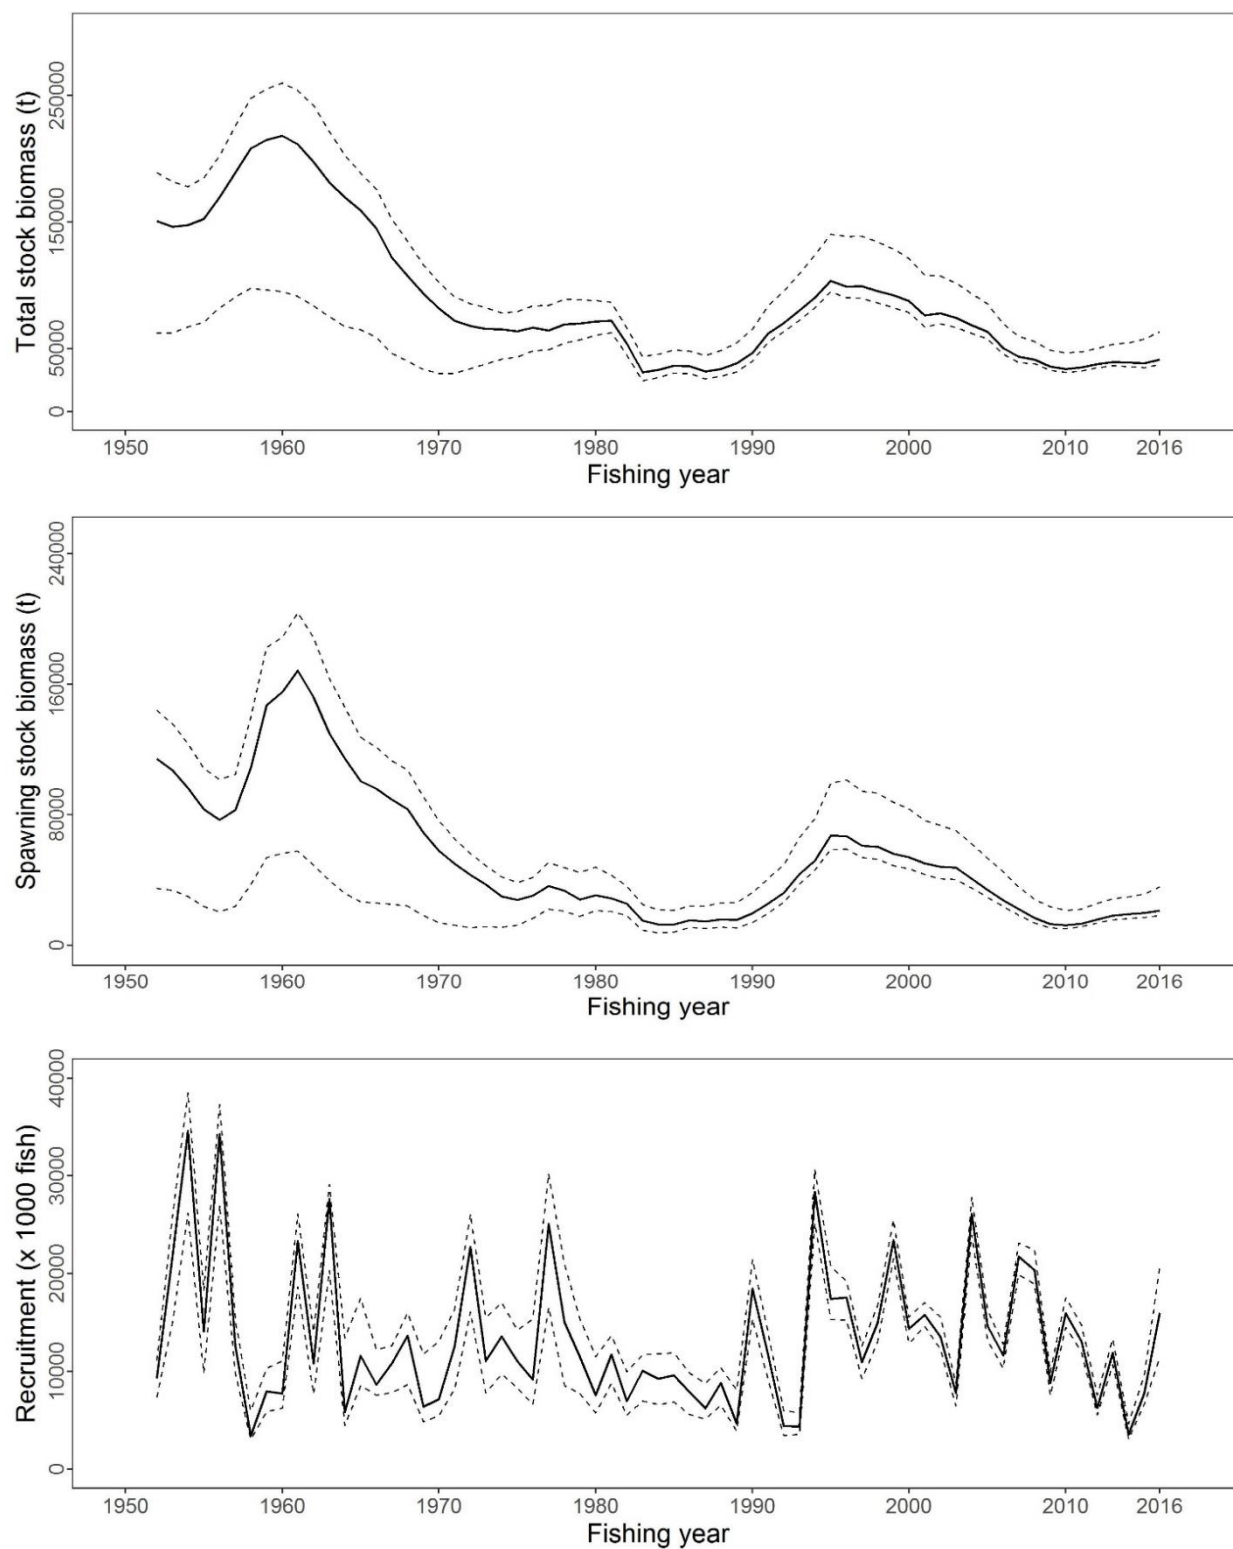 Total stock biomass (t)
250000
150000
50000
0
1950 1960 1970 1980 1990 2000 2010 2016
Fishing year
Spawning stock biomass (t)
240000
160000
80000
0
1950 1960 1970 1980 1990 2000 2010 2016
Fishing year
Recruitment (x 1000 fish)
40000
30000
20000
10000
0
1950 1960 1970 1980 1990 2000 2010 2016
Fishing year